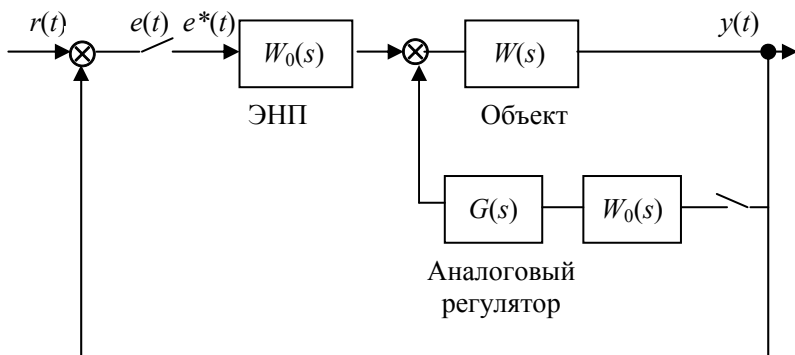 r(t) e(t) e*(t) y(t)
W₀(s) W(s)
ЭНП Объект
G(s) W₀(s)
Аналоговый
регулятор